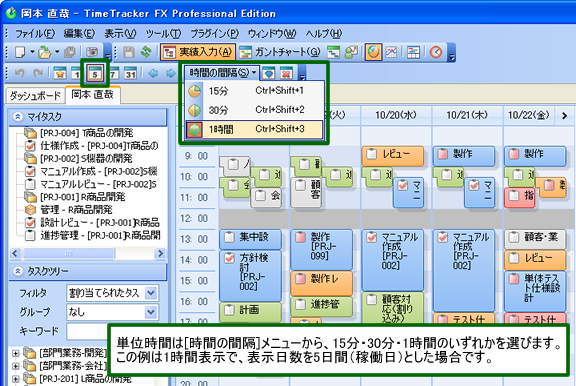 岡本 直哉 - TimeTracker FX Professional Edition
ファイル(F) 編集(E) 表示(V) ツール(T) プラグイン(P) ウィンドウ(W) ヘルプ(H)
実績入力(A) ガントチャート(G)
1 5 7 31 時間の間隔(S)
15分 Ctrl+Shift+1
30分 Ctrl+Shift+2
1時間 Ctrl+Shift+3
ダッシュボード 岡本 直哉
(火) 10/20(水) 10/21(木) 10/22(金)
マイタスク
[PRJ-004] T商品の開発
仕様作成 - [PRJ-004]T商品の
[PRJ-002] S機器の開発
マニュアル作成 - [PRJ-002]S機
マニュアルレビュー - [PRJ-002]S
[PRJ-001] R商品の開発
管理 - R商品の開発
設計レビュー - [PRJ-001]R商品
進捗管理 - [PRJ-001]R商品開
タスクツリー
フィルタ 割り当てられたタス
グループ なし
キーワード
[部門業務-開発]
[部門業務-会社]
[PRJ-201] L商品の
9: 00
10: 00
11: 00
12: 00
13: 00
14: 00
15: 00
16: 00
17: 00
18: 00
集中設
方針検討 [PRJ-002]
計画
顧客
製作 [PRJ-099]
製作レ
進捗管
レビュー
マニ
マニュアル作成 [PRJ-002]
顧客対応(割り込み)
製作
マニ
マニュアル作成 [PRJ-002]
テスト仕
製作
指
顧客・業
レビュー
単体テスト仕様設計
テスト仕
単位時間は[時間の間隔]メニューから、15分・30分・1時間のいずれかを選びます。
この例は1時間表示で、表示日数を5日間（稼働日）とした場合です。